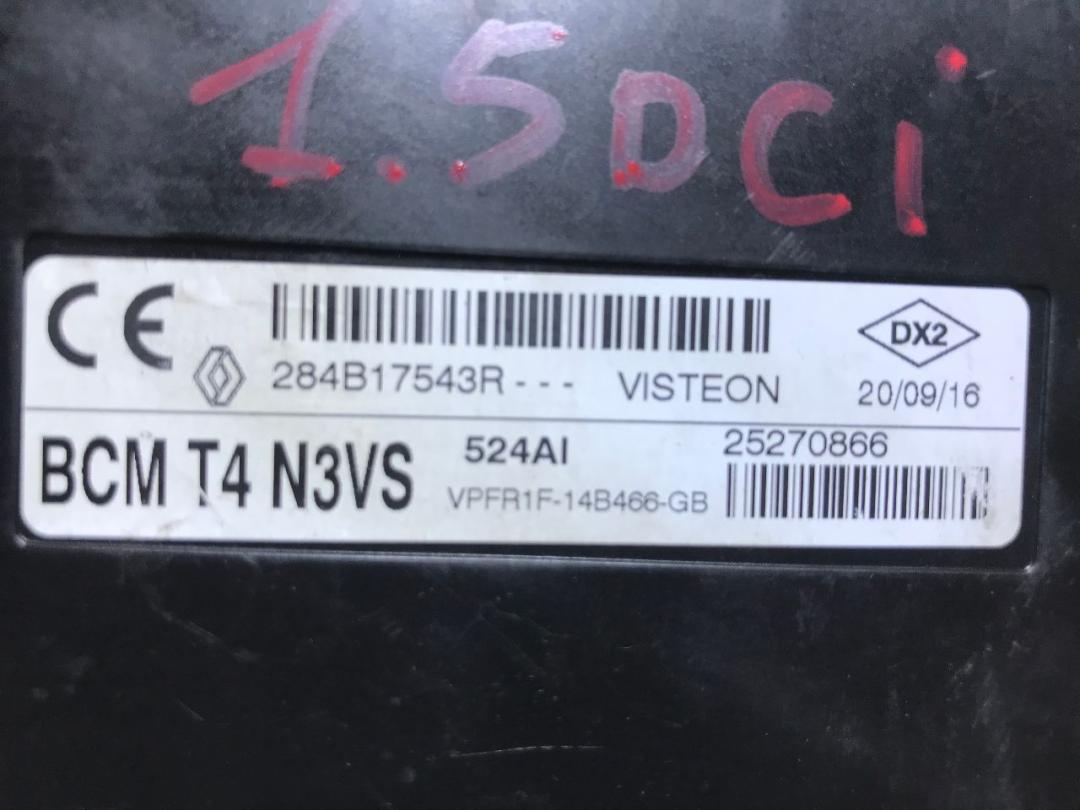 1.5DCi
CE 284B17543R--- VISTEON DX2 20/09/16
BCM T4 N3VS 524AI 25270866
VPFR1F-14B466-GB